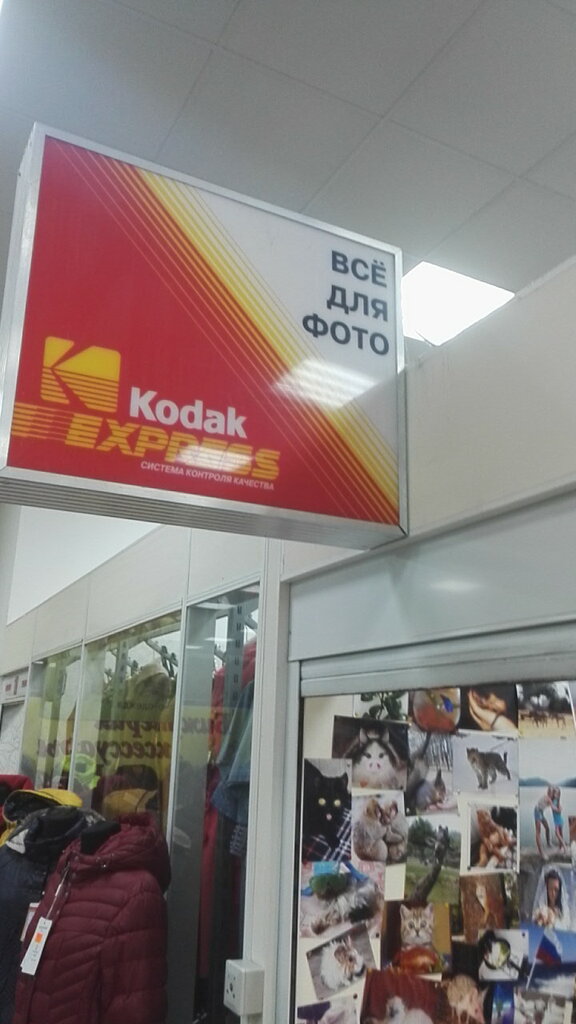 ВСЁ
ДЛЯ
ФОТО
Kodak
EXPRESS
СИСТЕМА КОНТРОЛЯ КАЧЕСТВА